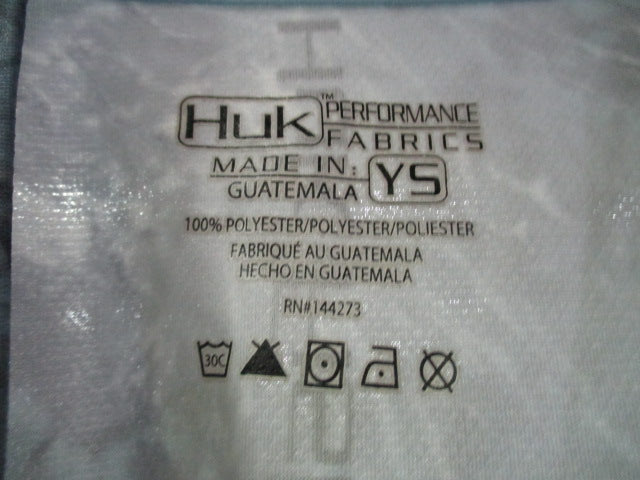 Huk™ PERFORMANCE
FABRICS
MADE IN: YS
GUATEMALA
100% POLYESTER/POLYESTER/POLIESTER
FABRIQUÉ AU GUATEMALA
HECHO EN GUATEMALA
RN#144273
30C